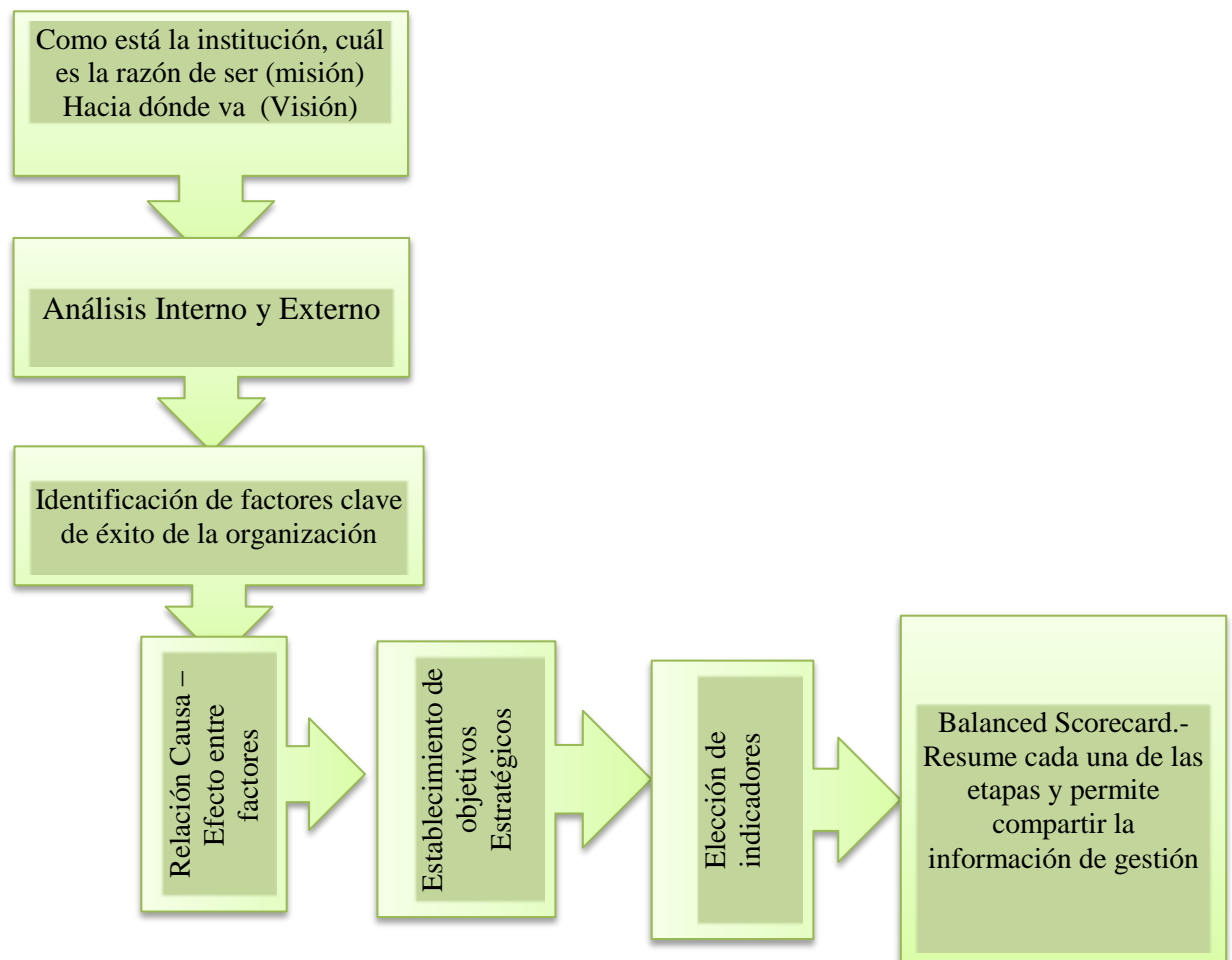 Como está la institución, cuál
es la razón de ser (misión)
Hacia dónde va (Visión)
Análisis Interno y Externo
Identificación de factores clave
de éxito de la organización
Relación Causa –
Efecto entre
factores
Establecimiento de
objetivos
Estratégicos
Elección de
indicadores
Balanced Scorecard.-
Resume cada una de las
etapas y permite
compartir la
información de gestión